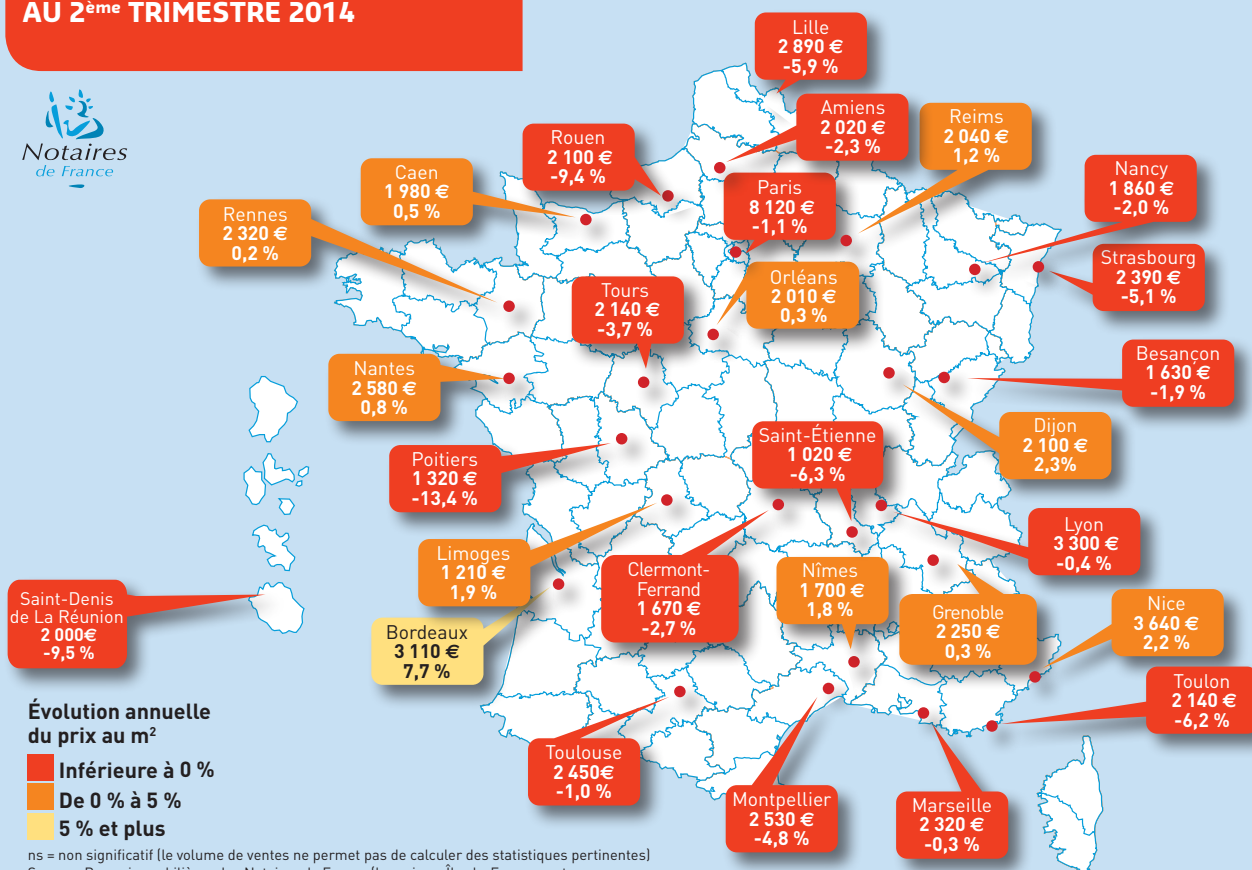 AU 2ème TRIMESTRE 2014
Notaires
de France
Lille
2 890 €
-5,9 %
Amiens
2 020 €
-2,3 %
Reims
2 040 €
1,2 %
Rouen
2 100 €
-9,4 %
Caen
1 980 €
0,5 %
Paris
8 120 €
-1,1 %
Nancy
1 860 €
-2,0 %
Rennes
2 320 €
0,2 %
Strasbourg
2 390 €
-5,1 %
Orléans
2 010 €
0,3 %
Tours
2 140 €
-3,7 %
Besançon
1 630 €
-1,9 %
Nantes
2 580 €
0,8 %
Dijon
2 100 €
2,3%
Saint-Étienne
1 020 €
-6,3 %
Poitiers
1 320 €
-13,4 %
Lyon
3 300 €
-0,4 %
Limoges
1 210 €
1,9 %
Clermont-
Ferrand
1 670 €
-2,7 %
Nîmes
1 700 €
1,8 %
Grenoble
2 250 €
0,3 %
Nice
3 640 €
2,2 %
Saint-Denis
de La Réunion
2 000€
-9,5 %
Bordeaux
3 110 €
7,7 %
Toulon
2 140 €
-6,2 %
Toulouse
2 450€
-1,0 %
Montpellier
2 530 €
-4,8 %
Marseille
2 320 €
-0,3 %
Évolution annuelle
du prix au m²
Inférieure à 0 %
De 0 % à 5 %
5 % et plus
ns = non significatif (le volume de ventes ne permet pas de calculer des statistiques pertinentes)